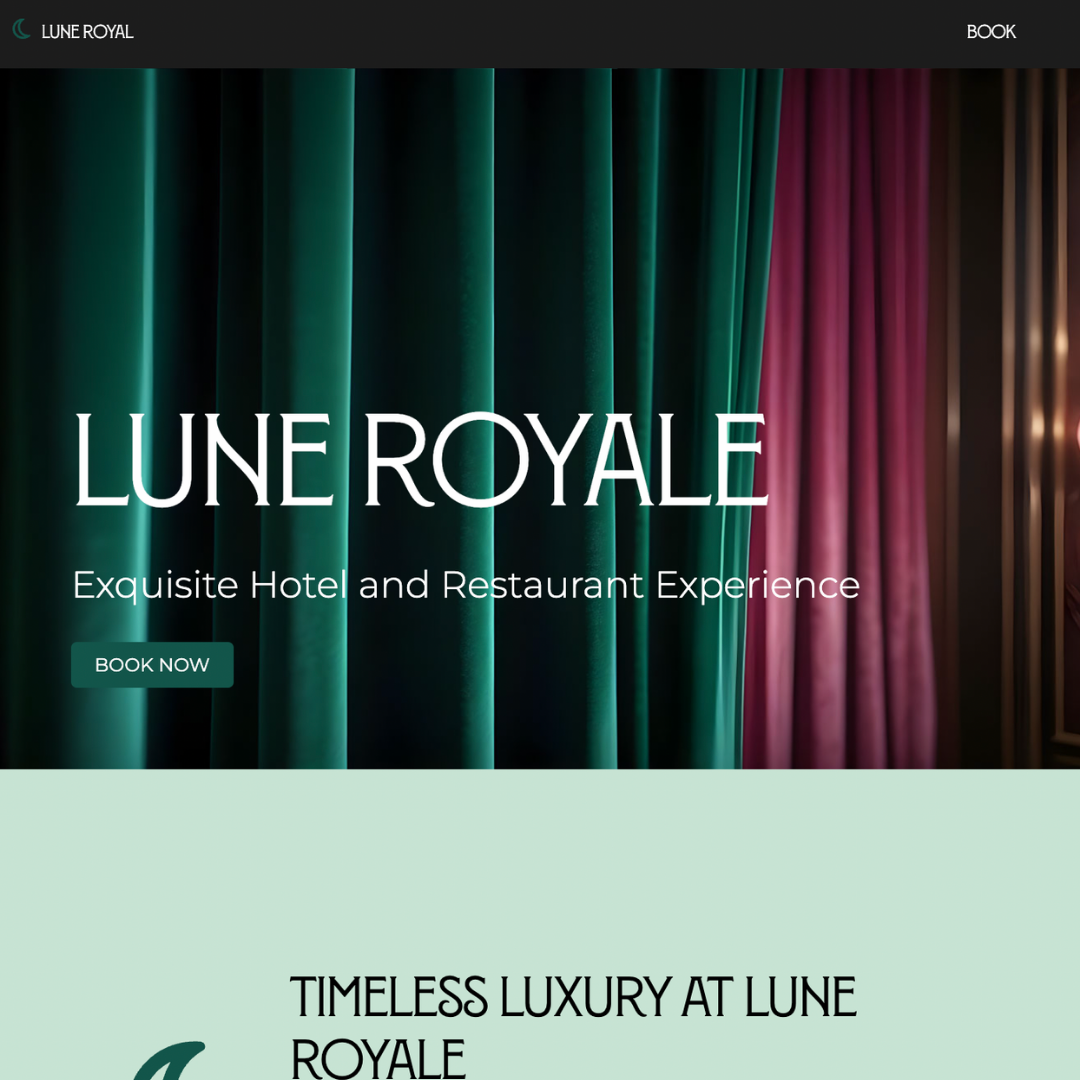 LUNE ROYAL
BOOK
LUNE ROYALE
Exquisite Hotel and Restaurant Experience
BOOK NOW
TIMELESS LUXURY AT LUNE
ROYALE